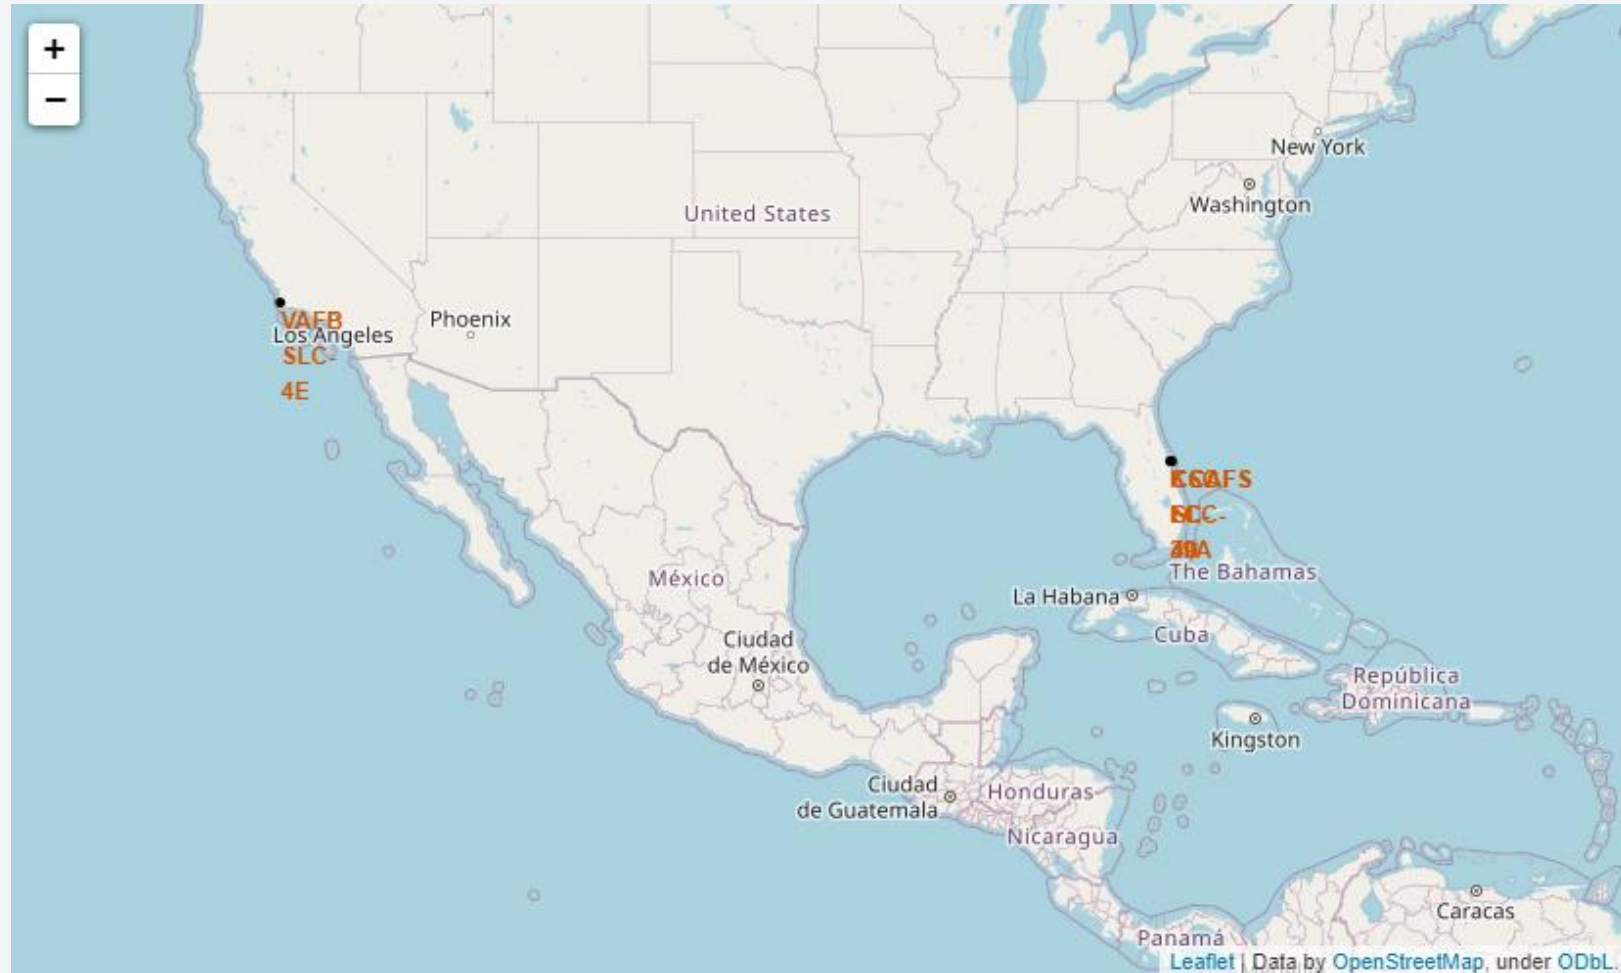 +
−
New York
Washington
United States
Phoenix
VAFB
Los Angeles
SLC-
4E
The Bahamas
México
La Habana
Cuba
Ciudad
de México
República
Dominicana
Kingston
Ciudad
de Guatemala
Honduras
Nicaragua
Caracas
Panamá
Leaflet | Data by OpenStreetMap, under ODbL.